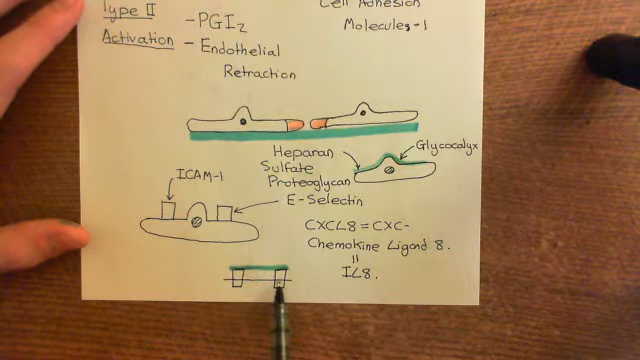 Type II
Activation
- PGI2
- Endothelial
Retraction
Cell Adhesion
Molecules-1
Heparan
Sulfate
Proteoglycan
Glycocalyx
ICAM-1
E-Selectin
CXCL8 = CXC-
Chemokine Ligand 8.
=
IL8.